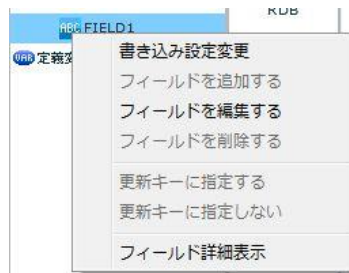 RDB
ABC FIELD1
VAR 定義変
書き込み設定変更
フィールドを追加する
フィールドを編集する
フィールドを削除する
更新キーに指定する
更新キーに指定しない
フィールド詳細表示